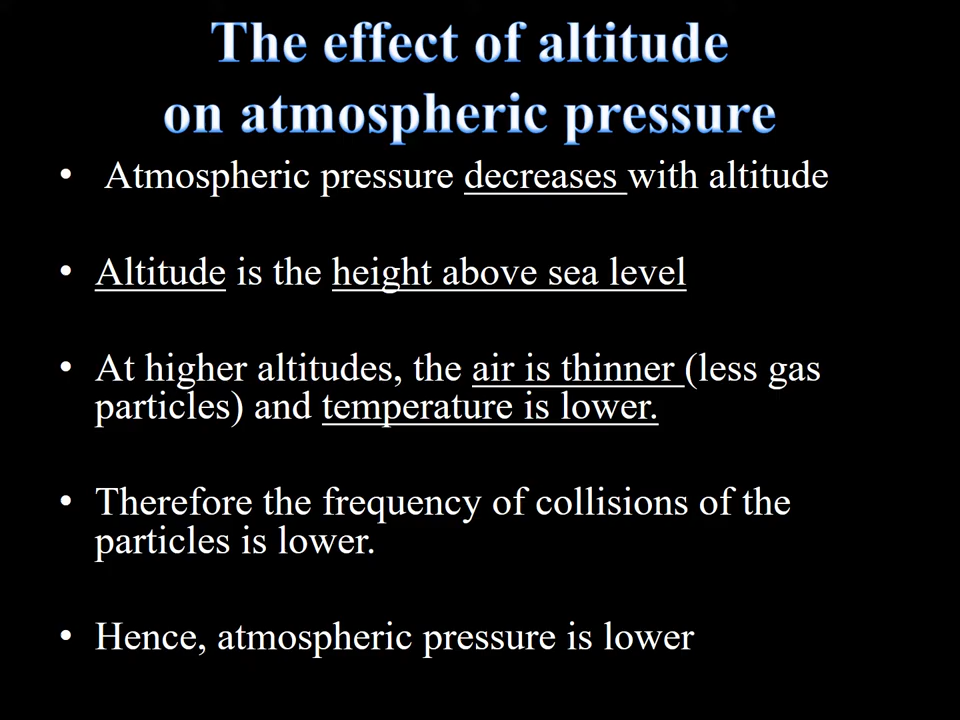 The effect of altitude
on atmospheric pressure
• Atmospheric pressure decreases with altitude
• Altitude is the height above sea level
• At higher altitudes, the air is thinner (less gas
particles) and temperature is lower.
• Therefore the frequency of collisions of the
particles is lower.
• Hence, atmospheric pressure is lower